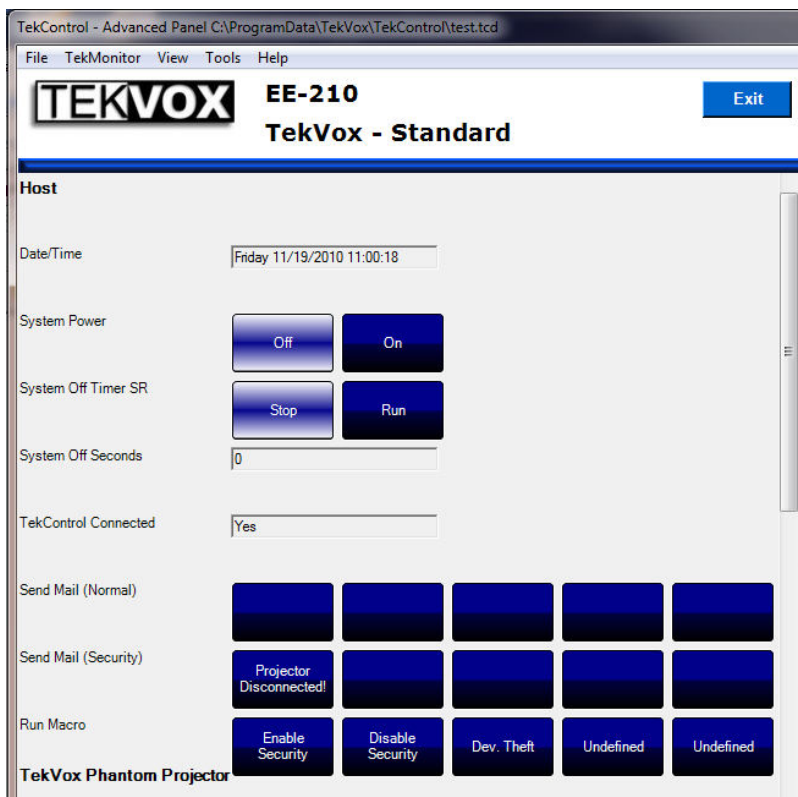 TekControl - Advanced Panel C:\ProgramData\TekVox\TekControl\test.tcd
File TekMonitor View Tools Help
TEKVOX
EE-210
TekVox - Standard
Exit
Host
Date/Time
Friday 11/19/2010 11:00:18
System Power
Off
On
System Off Timer SR
Stop
Run
System Off Seconds
0
TekControl Connected
Yes
Send Mail (Normal)
Send Mail (Security)
Projector
Disconnected!
Run Macro
Enable
Security
Disable
Security
Dev. Theft
Undefined
Undefined
TekVox Phantom Projector